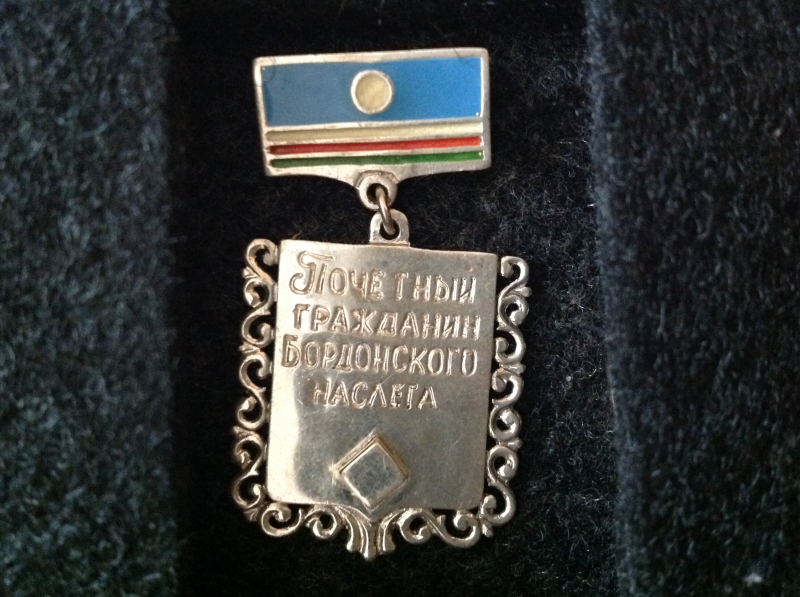 Почетный
гражданин
Бордонского
наслега